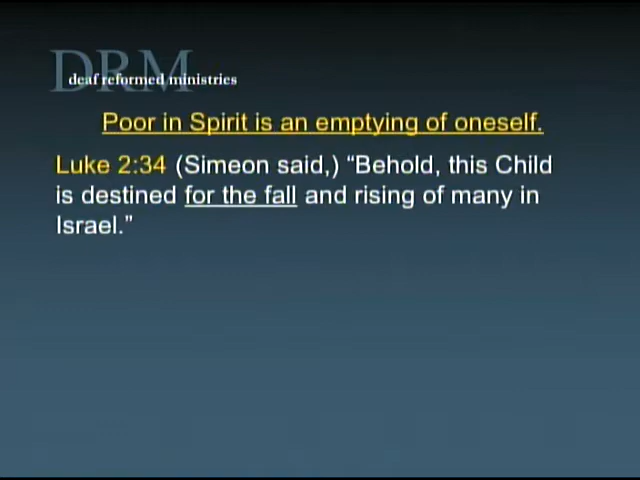 DRM
deaf reformed ministries
Poor in Spirit is an emptying of oneself.
Luke 2:34 (Simeon said,) “Behold, this Child
is destined for the fall and rising of many in
Israel.”